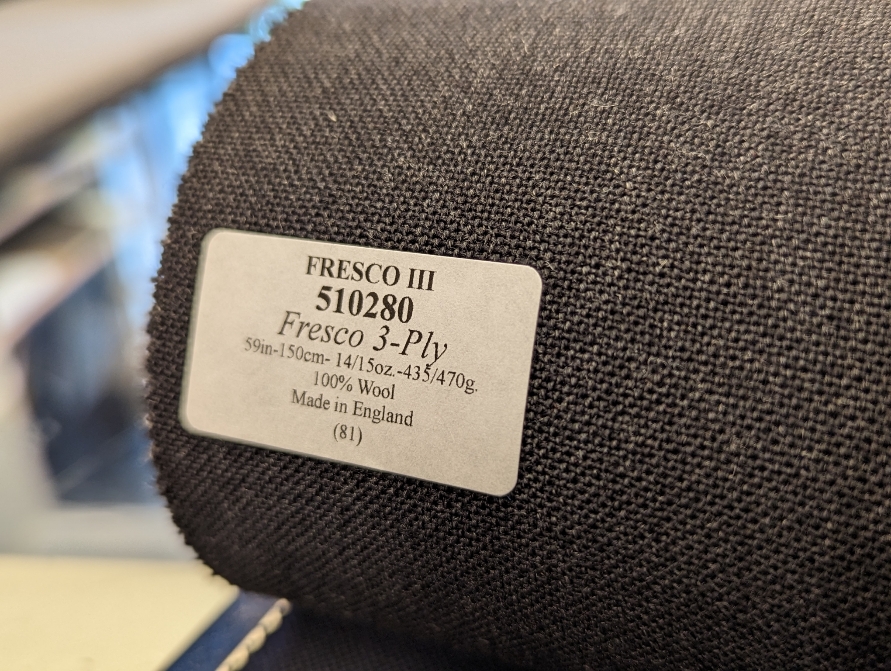 FRESCO III
510280
Fresco 3-Ply
59in-150cm- 14/15oz.-435/470g.
100% Wool
Made in England
(81)